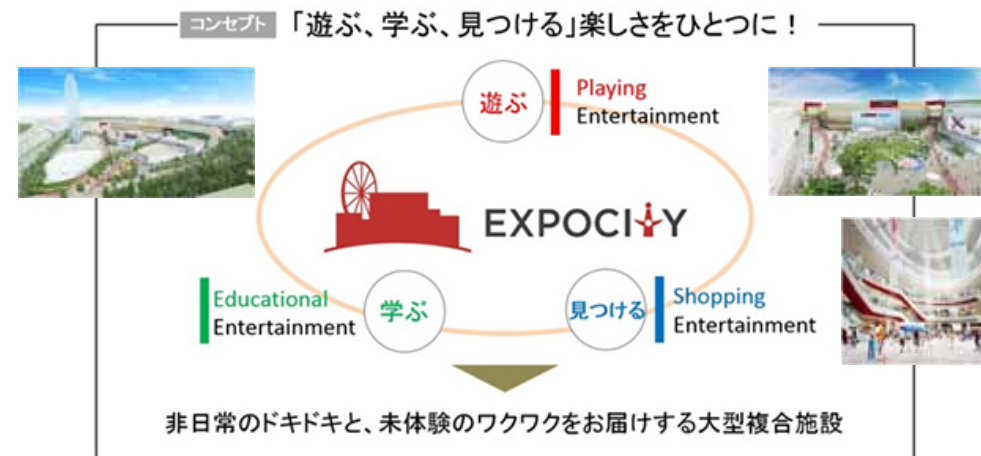 コンセプト 「遊ぶ、学ぶ、見つける」楽しさをひとつに！
遊ぶ
Playing
Entertainment
EXPOCITY
Educational
Entertainment
学ぶ
見つける
Shopping
Entertainment
非日常のドキドキと、未体験のワクワクをお届けする大型複合施設